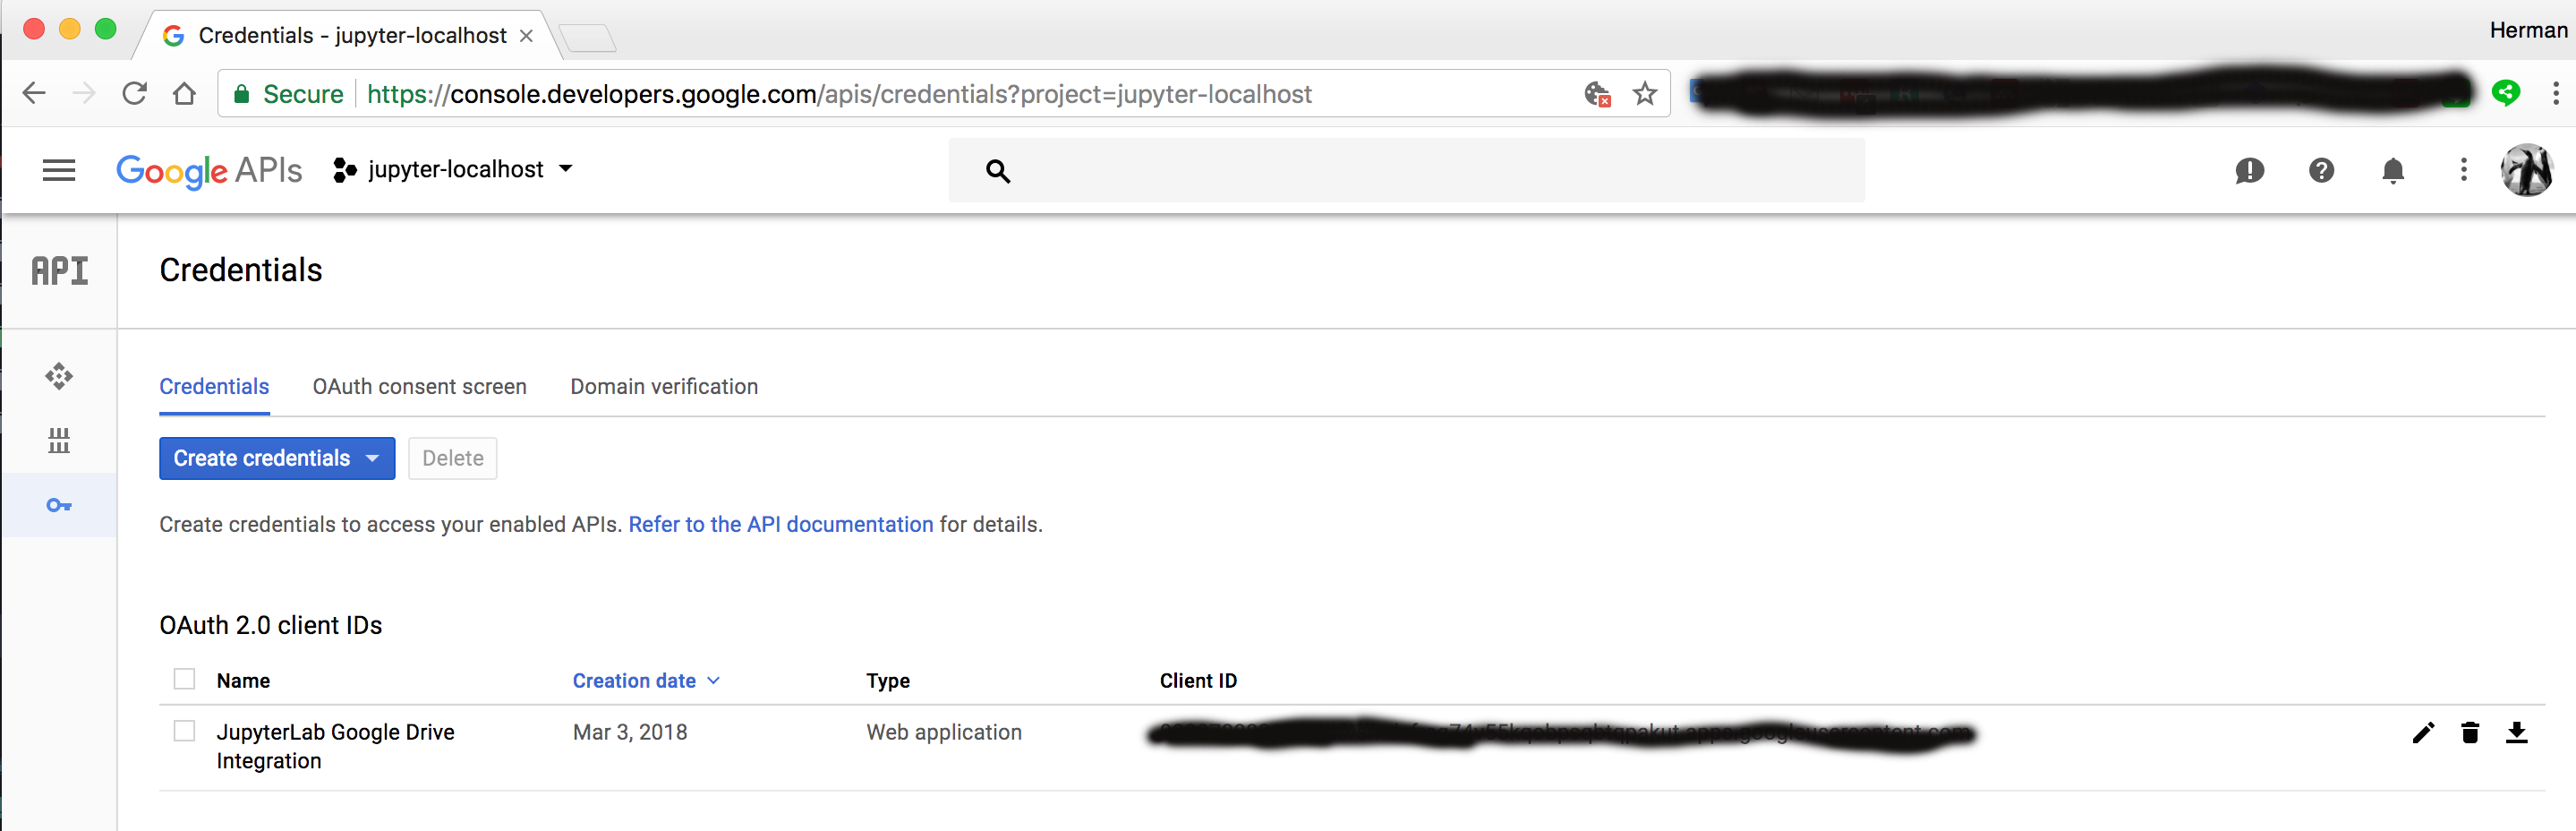 Credentials - jupyter-localhost
Herman
Secure https://console.developers.google.com/apis/credentials?project=jupyter-localhost
Google APIs jupyter-localhost
API Credentials
Credentials OAuth consent screen Domain verification
Create credentials Delete
Create credentials to access your enabled APIs. Refer to the API documentation for details.
OAuth 2.0 client IDs
Name Creation date Type Client ID
JupyterLab Google Drive Mar 3, 2018 Web application
Integration